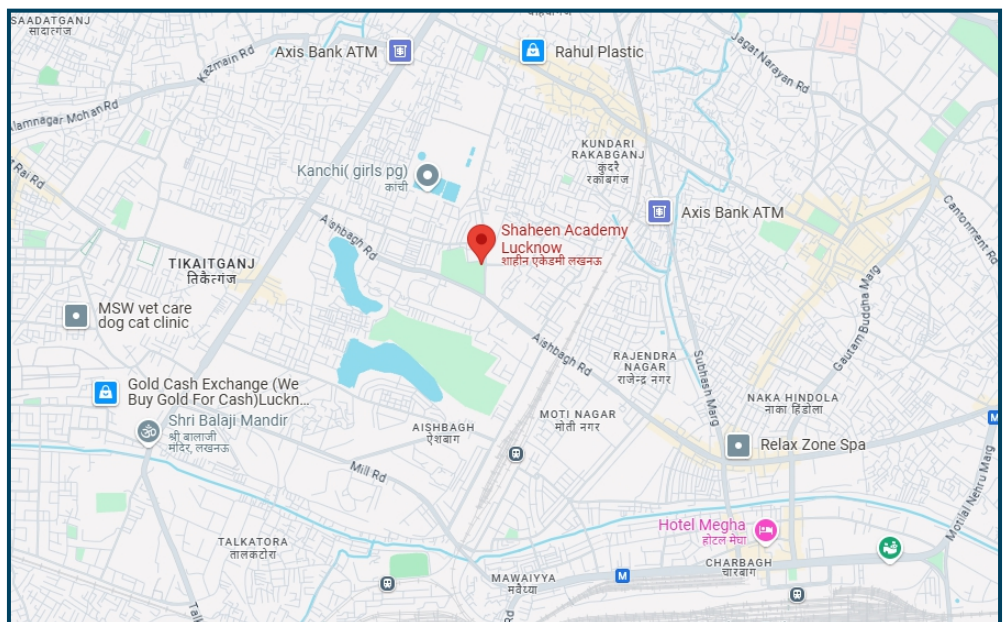 SAADATGANJ
सादातगंज
Axis Bank ATM
Rahul Plastic
Jagat Narayan Rd
Kazmain Rd
Alamnagar Mohan Rd
Rai Rd
KUNDARI
RAKABGANJ
कुंदरी
रकाबगंज
Kanchi( girls pg)
कांची
Axis Bank ATM
Cantonment Rd
Aishbagh Rd
Shaheen Academy
Lucknow
शाहीन एकेडमी लखनऊ
TIKAITGANJ
तिकैतगंज
Gautam Buddha Marg
MSW vet care
dog cat clinic
Aishbagh Rd
RAJENDRA
NAGAR
राजेन्द्र नगर
Subhash Marg
Gold Cash Exchange (We
Buy Gold For Cash)Luckn...
NAKA HINDOLA
नाका हिंडोला
Shri Balaji Mandir
श्री बालाजी
मंदिर, लखनऊ
AISHBAGH
ऐशबाग
MOTI NAGAR
मोती नगर
M
Relax Zone Spa
Mill Rd
Motilal Nehru Marg
Hotel Megha
होटल मेघा
TALKATORA
तालकटोरा
CHARBAGH
चारबाग
MAWAIYYA
मवैय्या
M